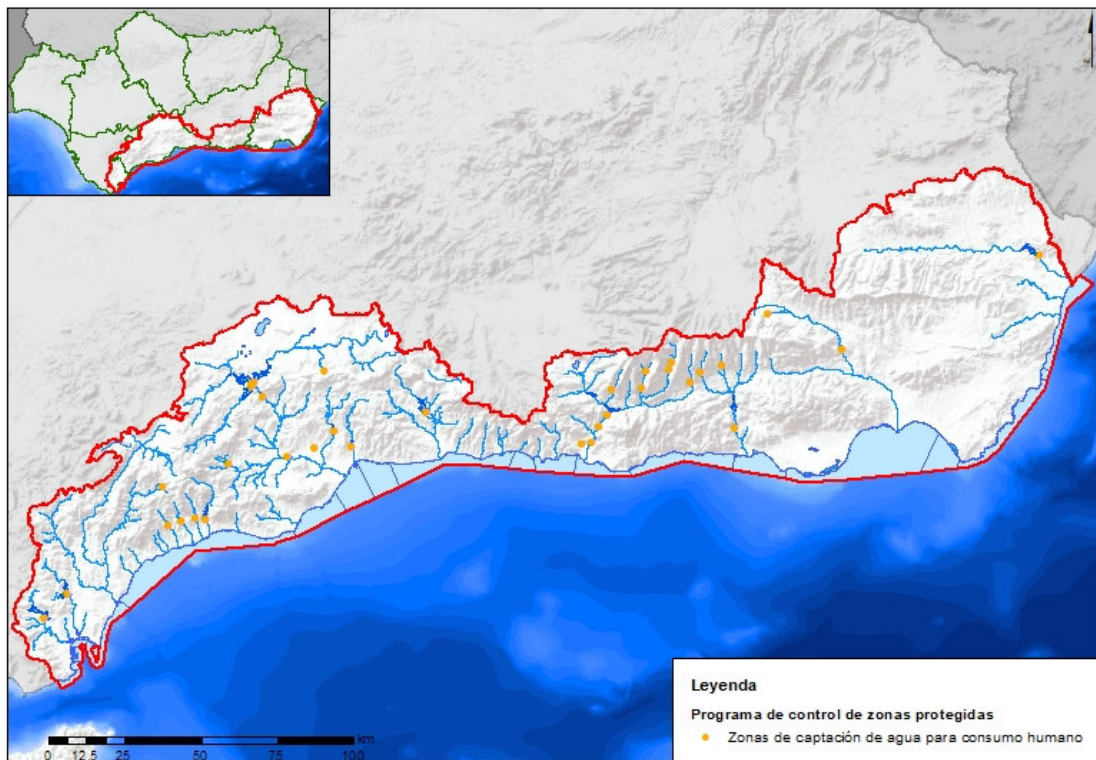 Leyenda
Programa de control de zonas protegidas
Zonas de captación de agua para consumo humano
km
0 12,5 25 50 75 100